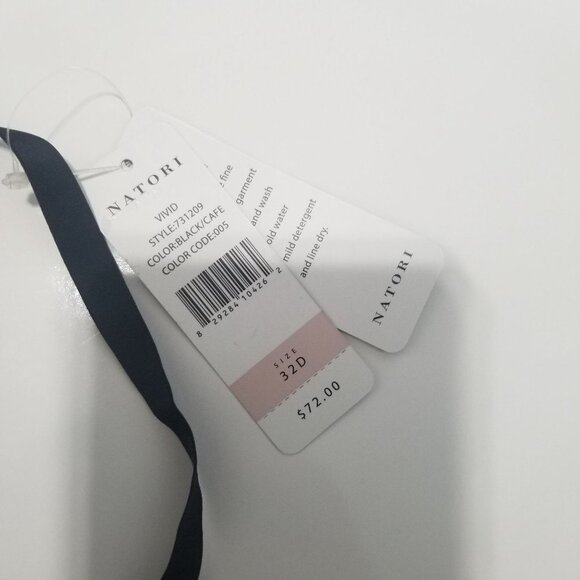 NATORI
VIVID
STYLE:731209
COLOR:BLACK/CAFE
COLOR CODE:005
8 29284 10426 2
SIZE
32D
$72.00
fine
garment
and wash
old water
mild detergent
and line dry.
NATORI